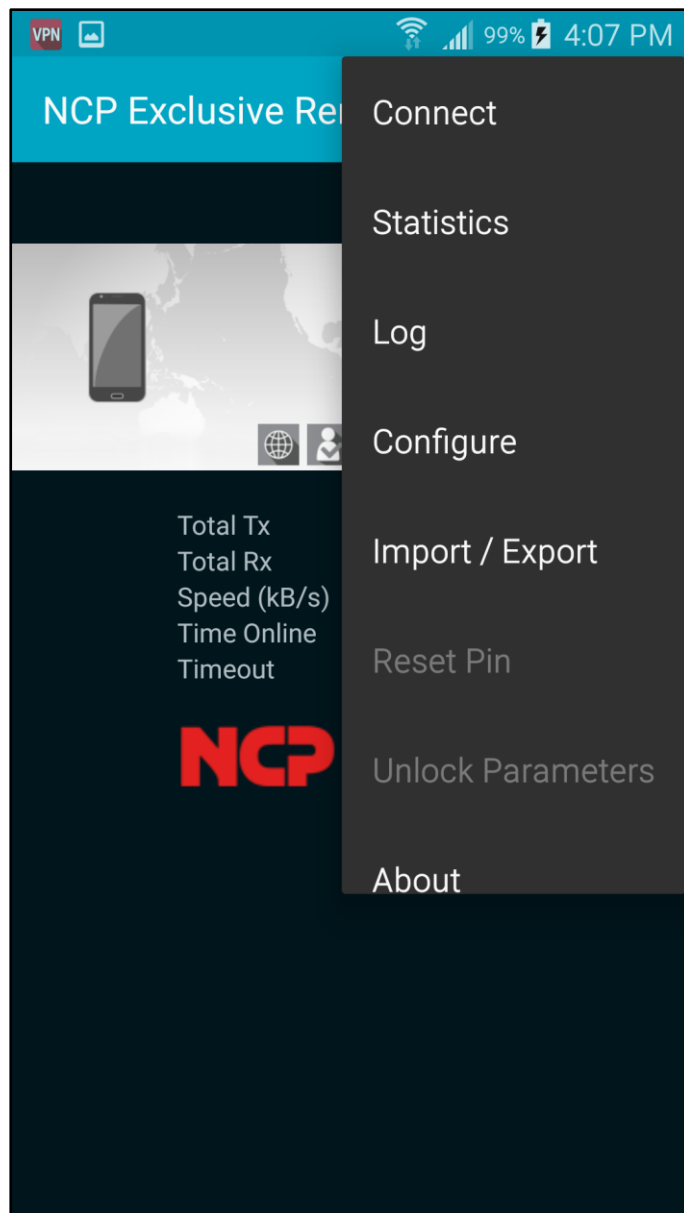 VPN 99% 4:07 PM
NCP Exclusive Re
Connect
Statistics
Log
Configure
Import / Export
Reset Pin
Unlock Parameters
About
Total Tx
Total Rx
Speed (kB/s)
Time Online
Timeout
NCP